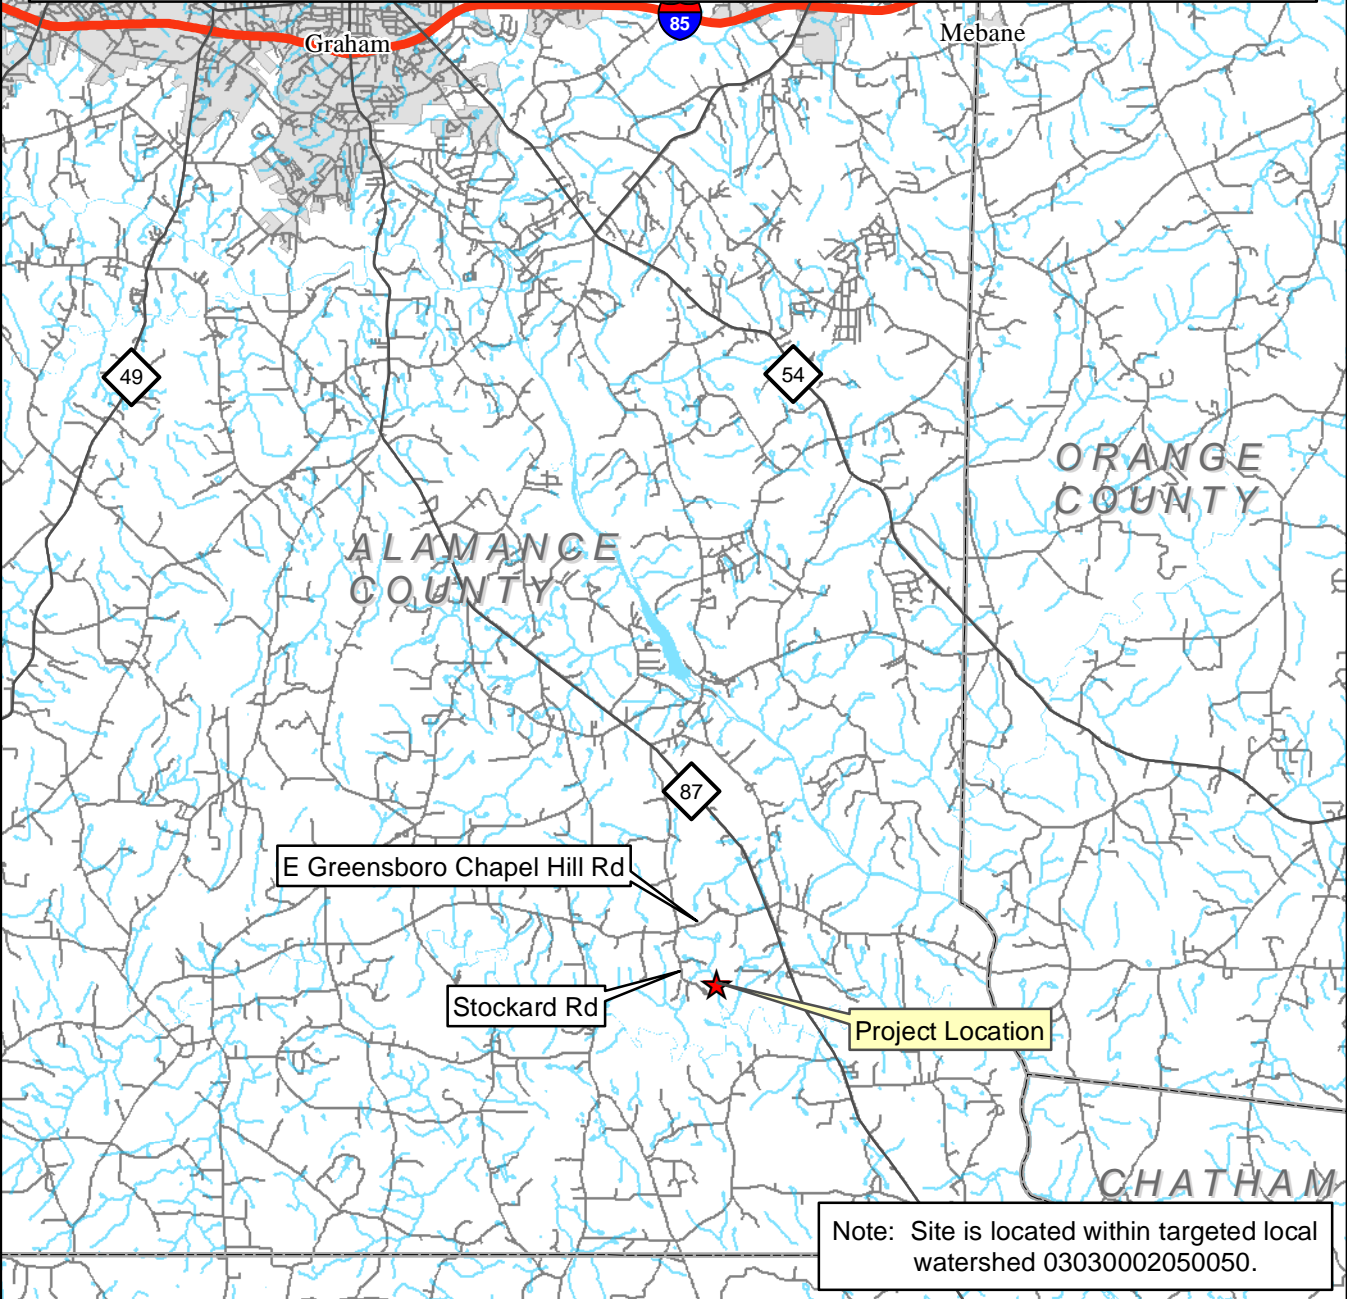 85
Graham
Mebane
49
54
ORANGE
COUNTY
ALAMANCE
COUNTY
87
E Greensboro Chapel Hill Rd
Stockard Rd
Project Location
CHATHAM
Note: Site is located within targeted local
watershed 03030002050050.